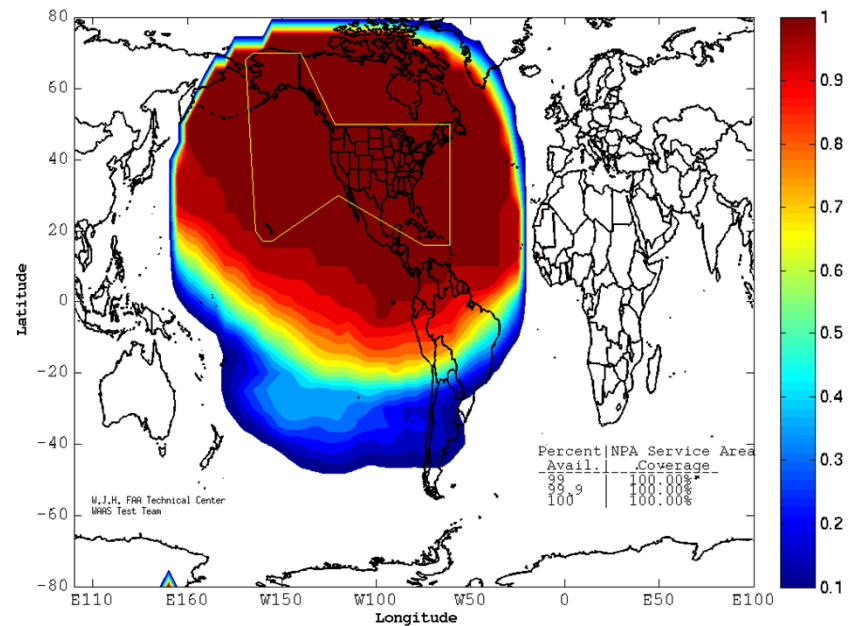 80
60
40
20
0
−20
−40
−60
−80
Latitude
E110 E160 W150 W100 W50 0 E50 E100
Longitude
Percent|NPA Service Area
Avail.| Coverage
99 | 100.00%
99.9 | 100.00%
100 | 100.00%
W.J.H. FAA Technical Center
WAAS Test Team
1
0.9
0.8
0.7
0.6
0.5
0.4
0.3
0.2
0.1